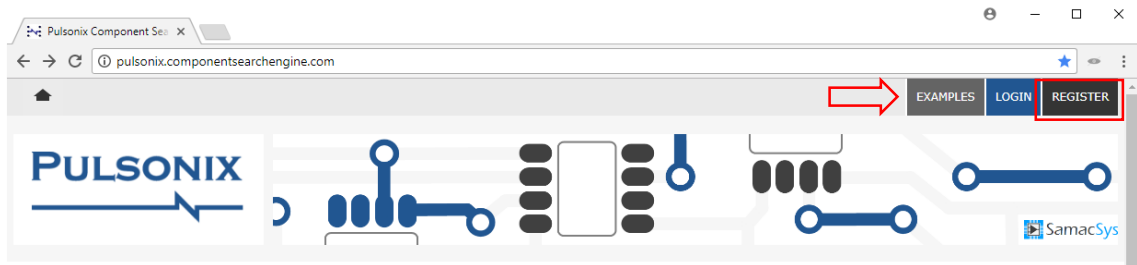 Pulsonix Component Sea
pulsonix.componentsearchengine.com
EXAMPLES LOGIN REGISTER
PULSONIX
SamacSys